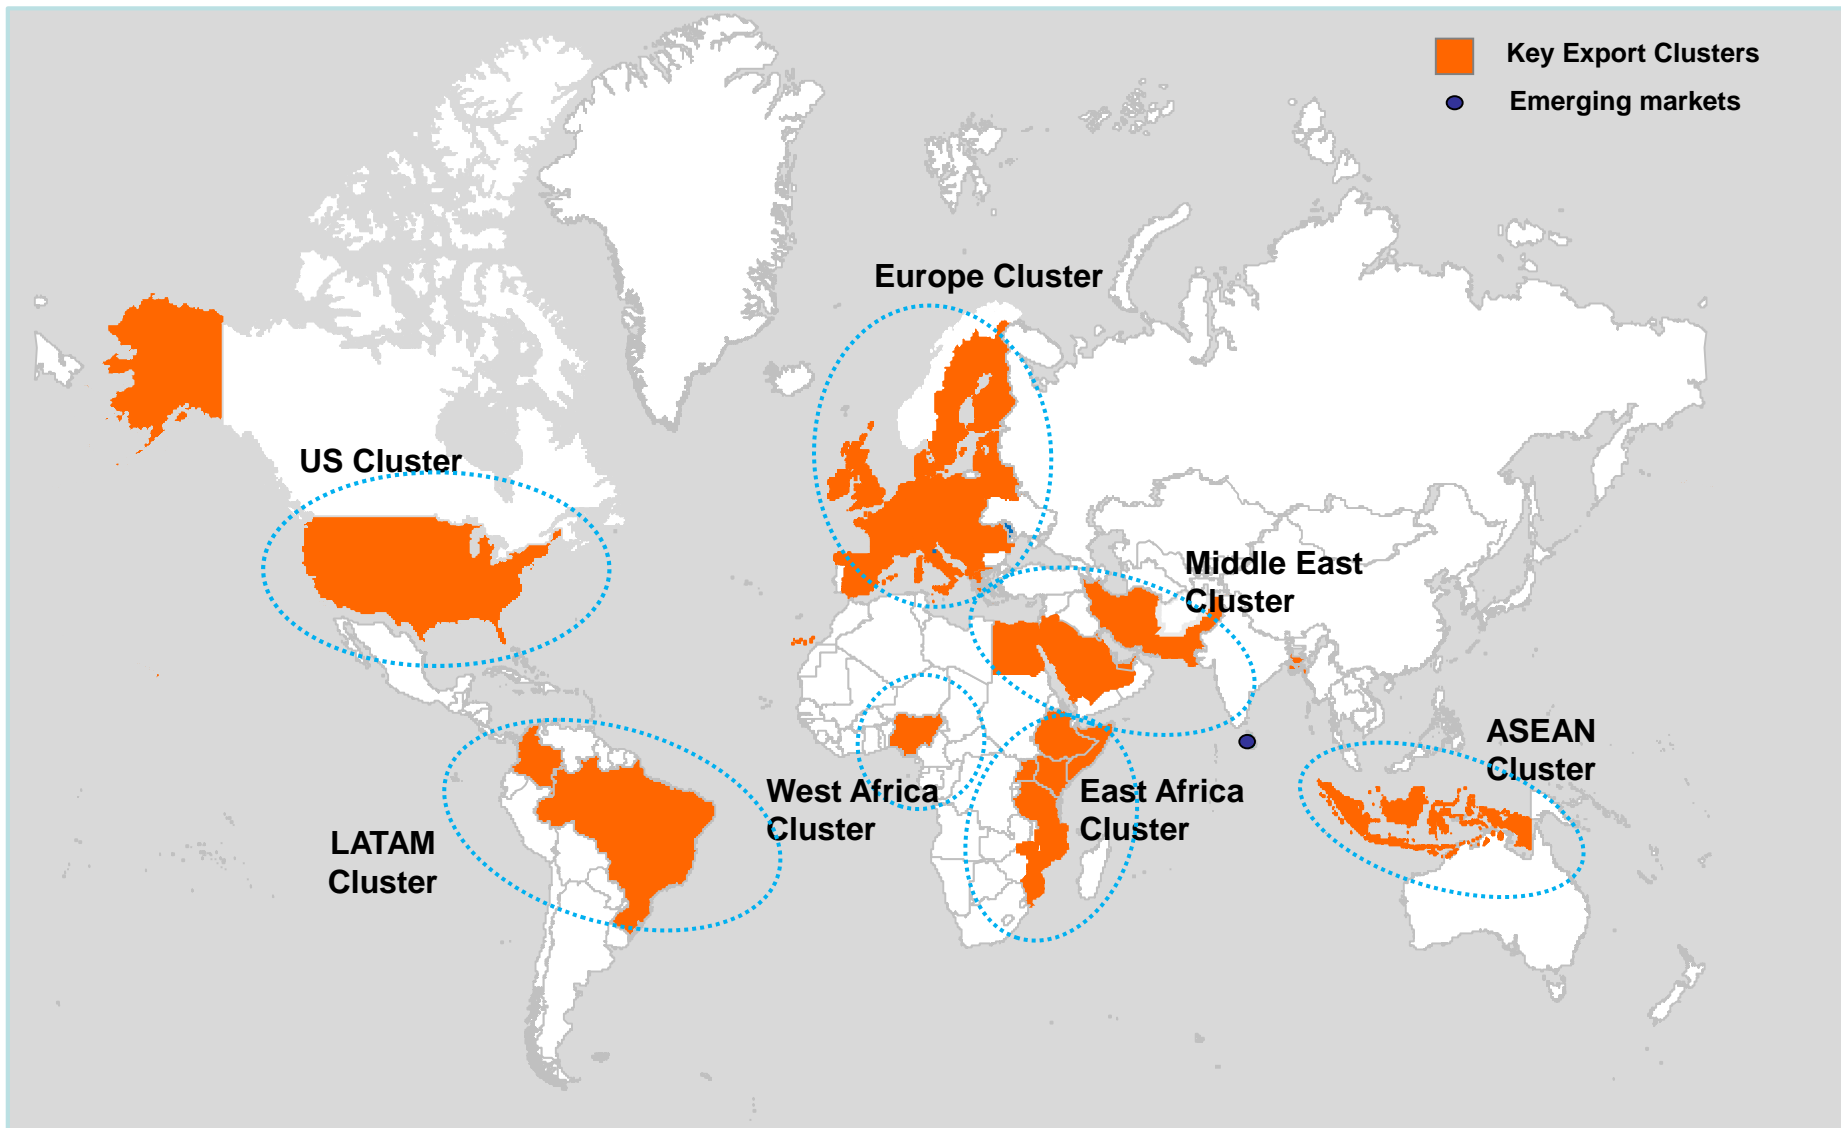 Key Export Clusters
Emerging markets
Europe Cluster
US Cluster
Middle East
Cluster
ASEAN
Cluster
West Africa
Cluster
East Africa
Cluster
LATAM
Cluster